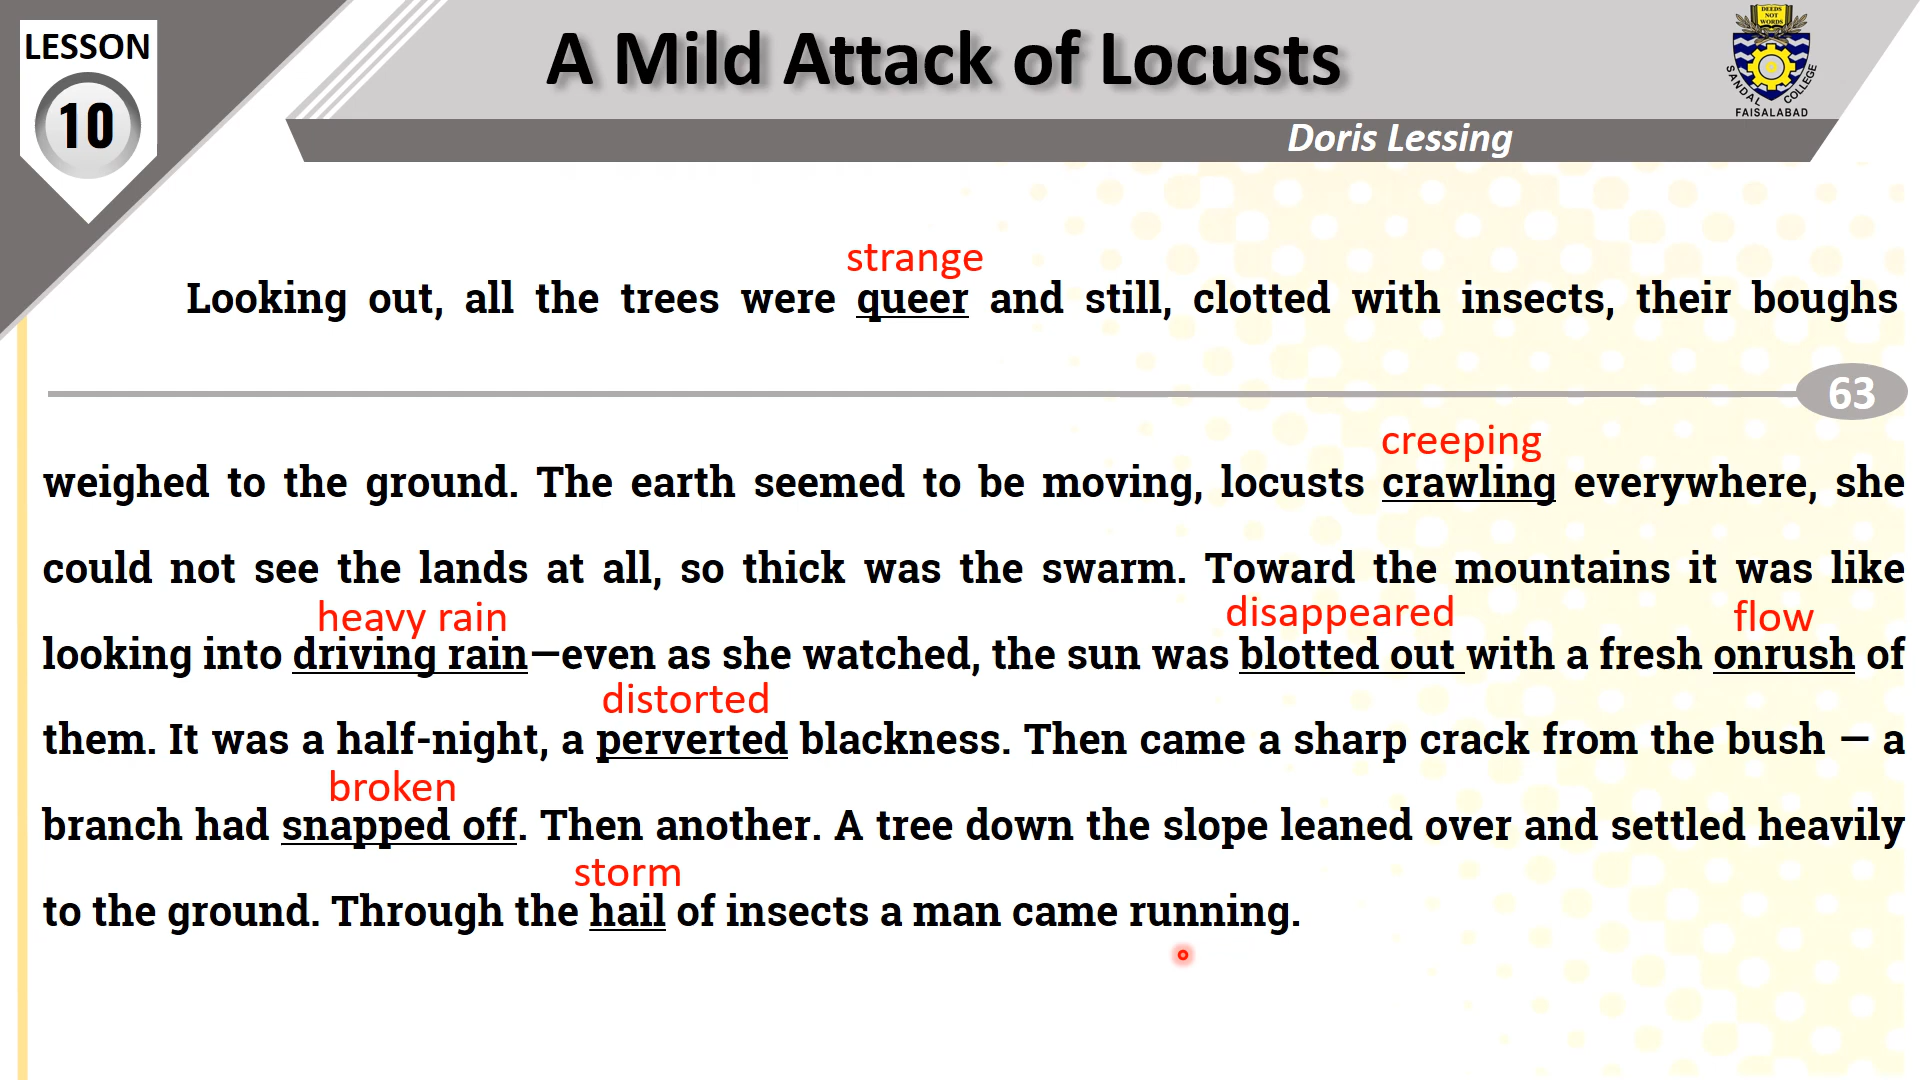 LESSON
10
A Mild Attack of Locusts
DEEDS
NOT
WORDS
SANDAL COLLEGE
FAISALABAD
Doris Lessing
strange
Looking out, all the trees were queer and still, clotted with insects, their boughs
63
creeping
weighed to the ground. The earth seemed to be moving, locusts crawling everywhere, she
could not see the lands at all, so thick was the swarm. Toward the mountains it was like
heavy rain disappeared flow
looking into driving rain—even as she watched, the sun was blotted out with a fresh onrush of
distorted
them. It was a half-night, a perverted blackness. Then came a sharp crack from the bush — a
broken
branch had snapped off. Then another. A tree down the slope leaned over and settled heavily
storm
to the ground. Through the hail of insects a man came running.